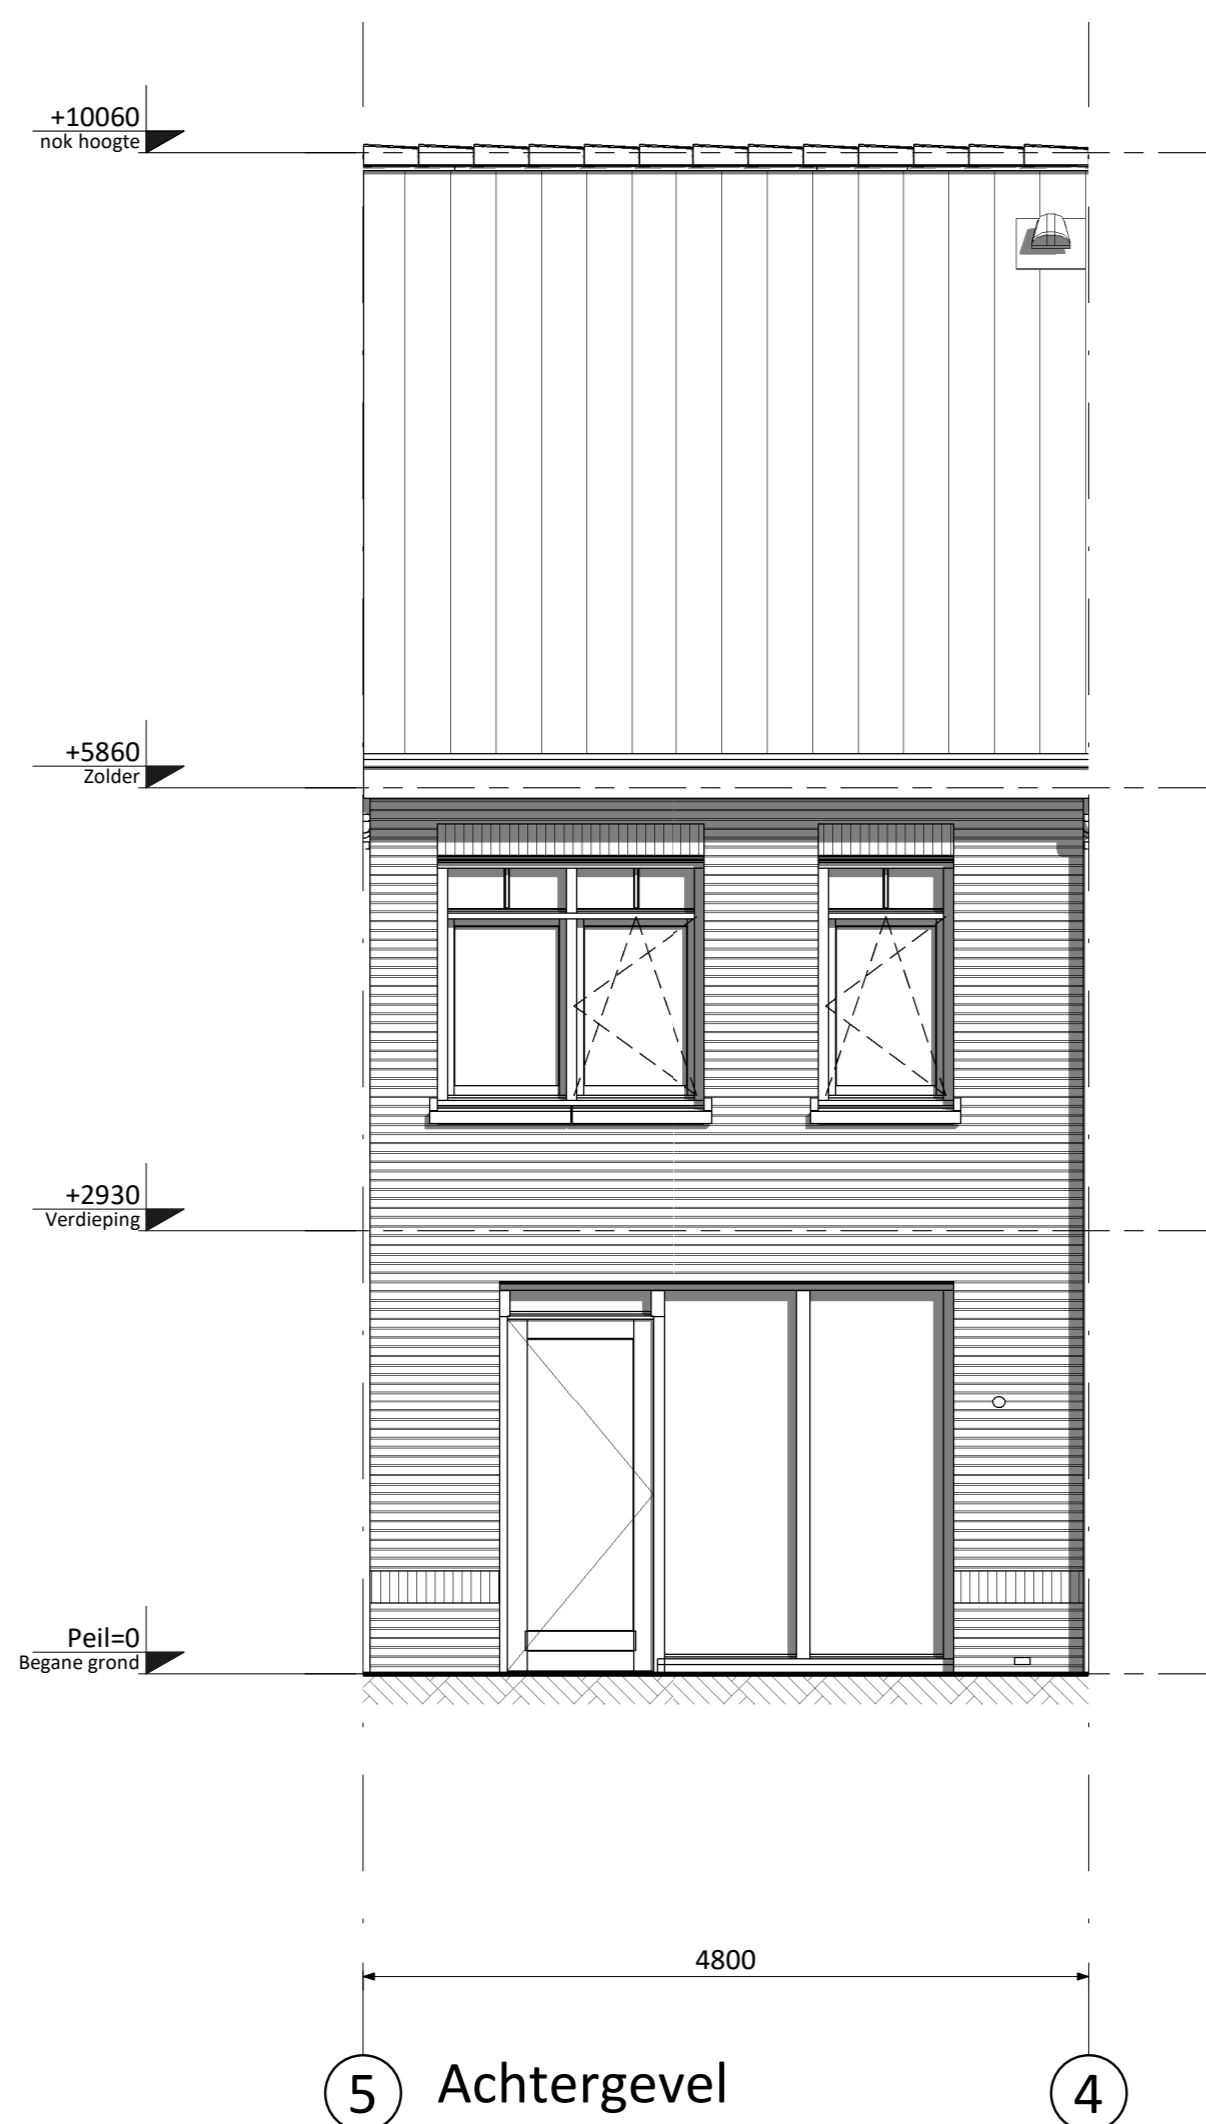 +10060
nok hoogte
+5860
Zolder
+2930
Verdieping
Peil=0
Begane grond
4800
5 Achtergevel 4